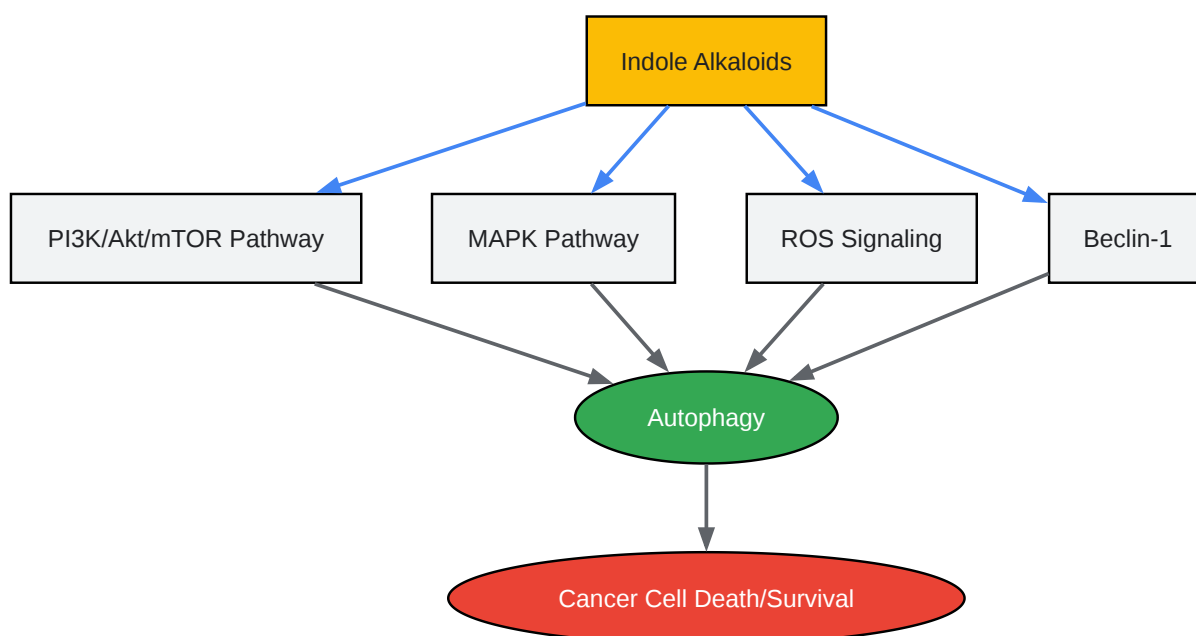 Indole Alkaloids
PI3K/Akt/mTOR Pathway
MAPK Pathway
ROS Signaling
Beclin-1
Autophagy
Cancer Cell Death/Survival